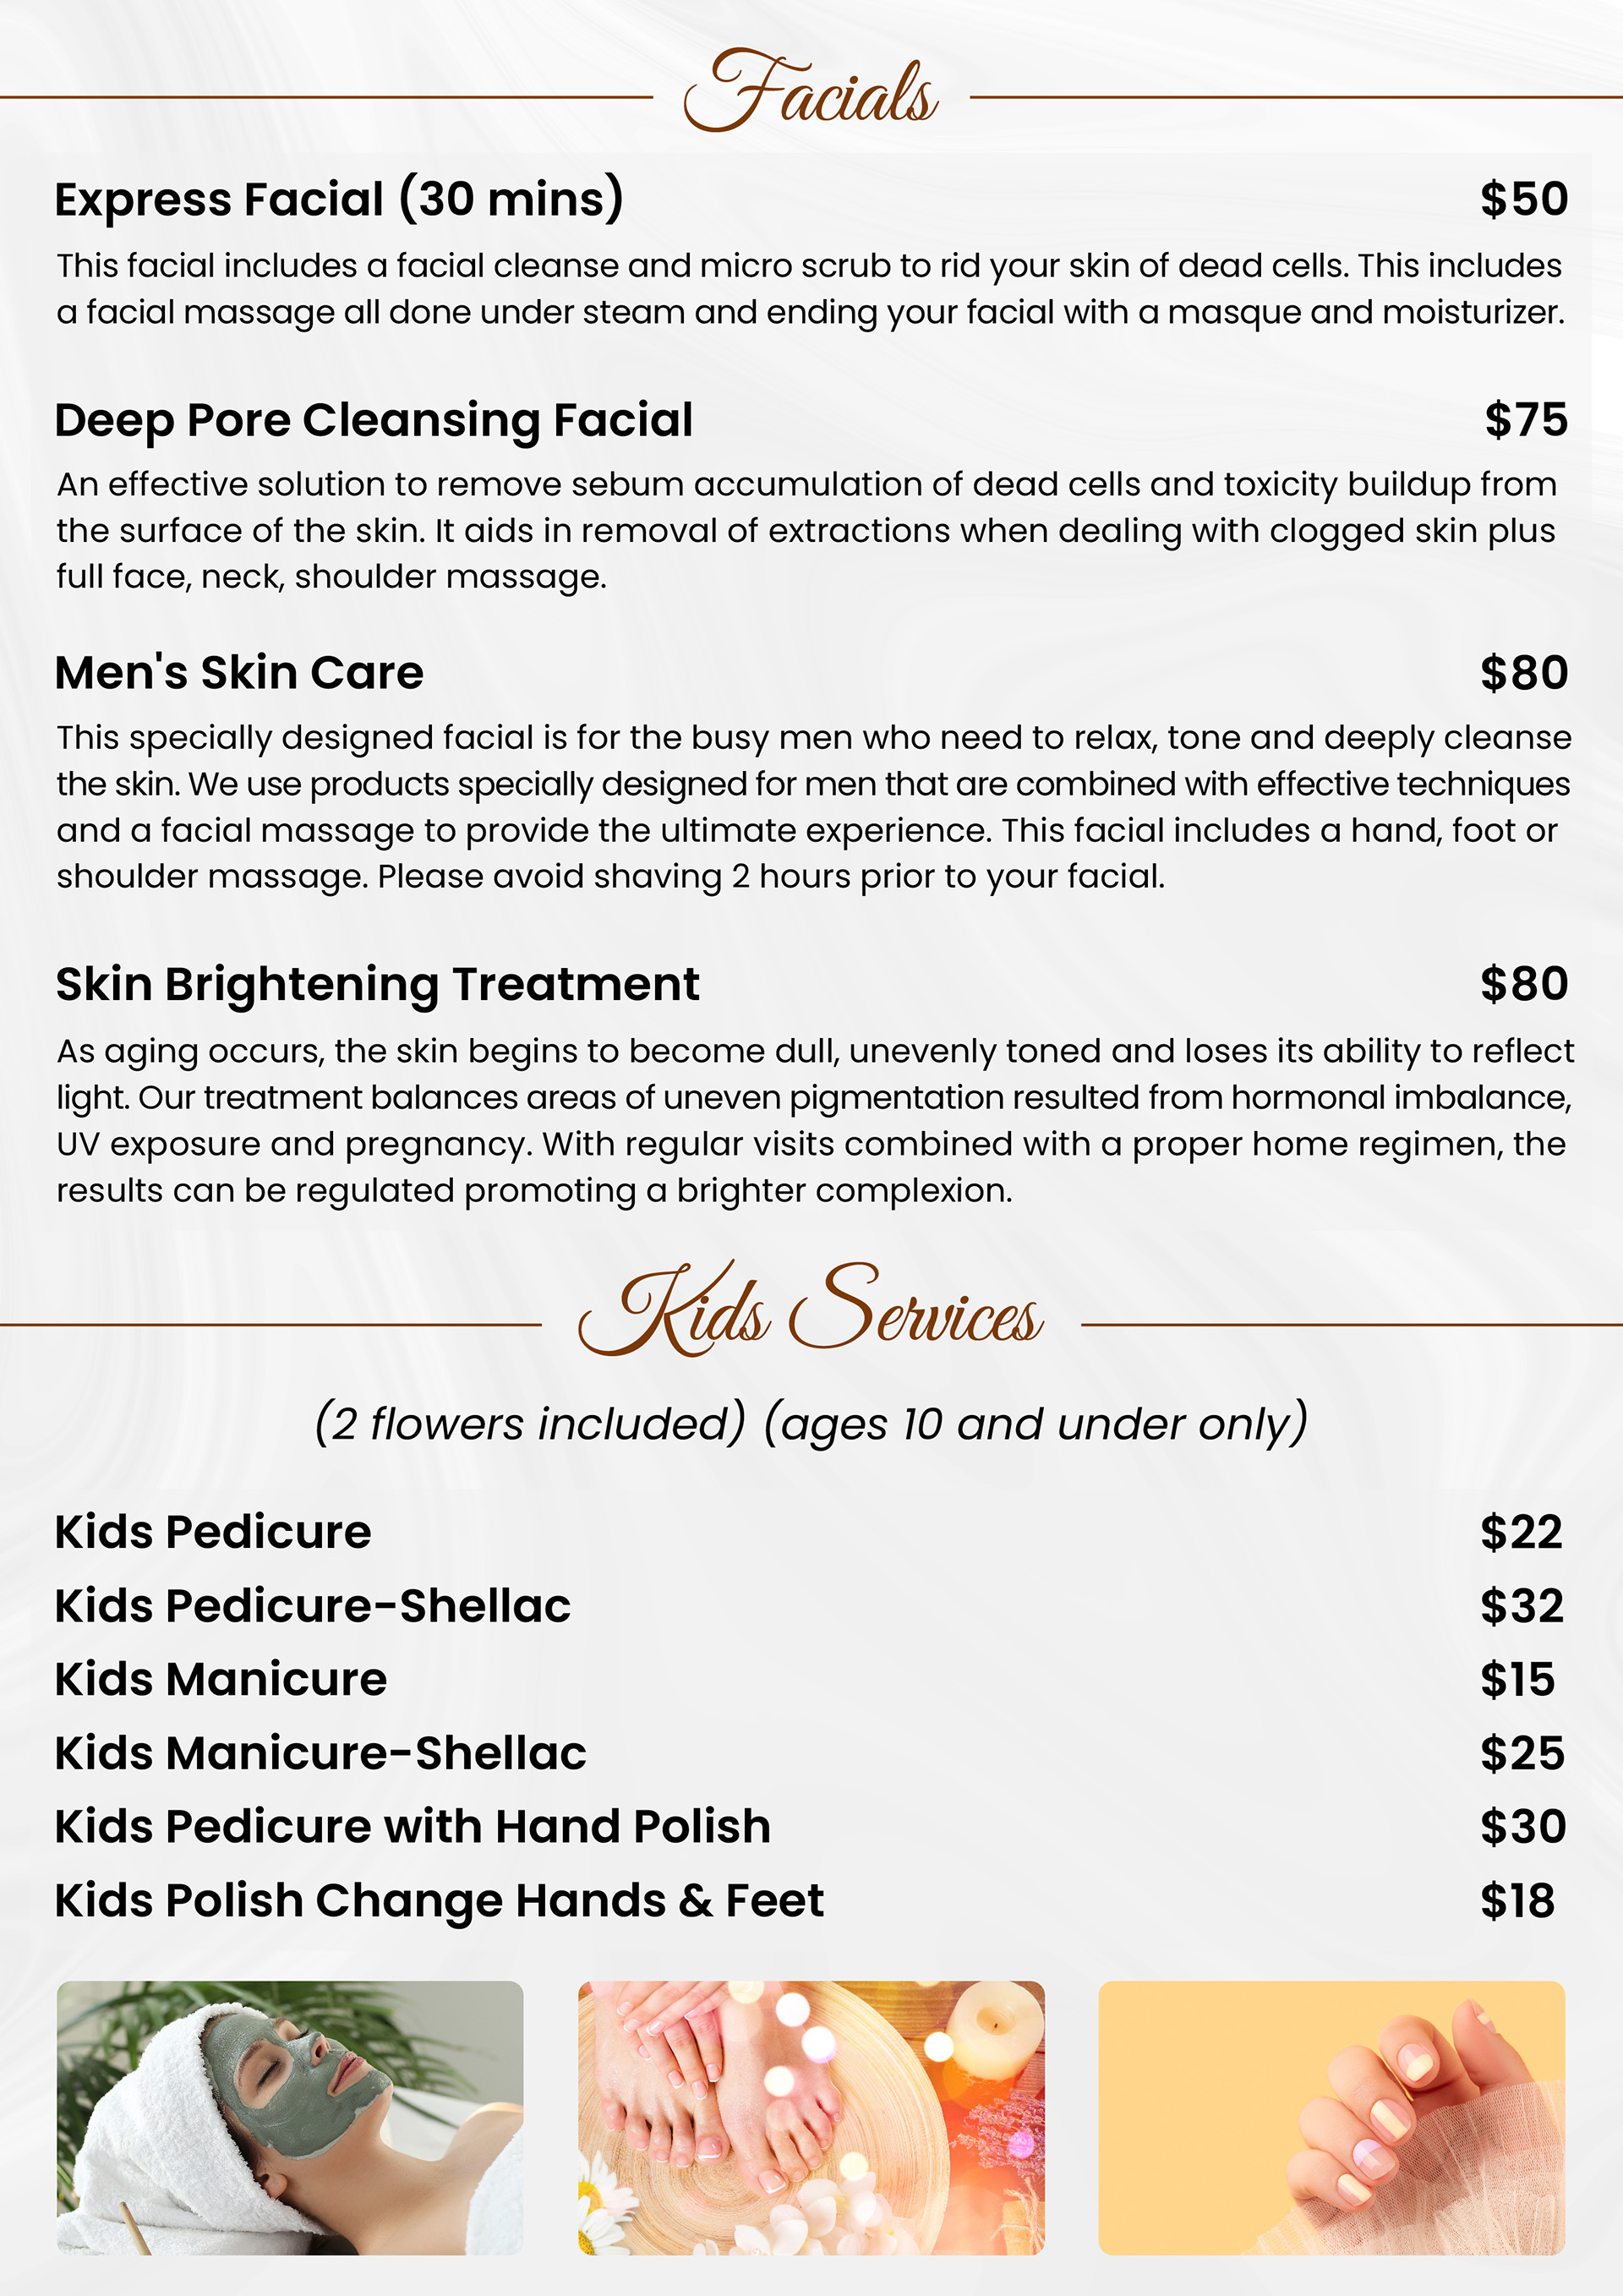 Facials
Express Facial (30 mins) $50
This facial includes a facial cleanse and micro scrub to rid your skin of dead cells. This includes
a facial massage all done under steam and ending your facial with a masque and moisturizer.
Deep Pore Cleansing Facial $75
An effective solution to remove sebum accumulation of dead cells and toxicity buildup from
the surface of the skin. It aids in removal of extractions when dealing with clogged skin plus
full face, neck, shoulder massage.
Men's Skin Care $80
This specially designed facial is for the busy men who need to relax, tone and deeply cleanse
the skin. We use products specially designed for men that are combined with effective techniques
and a facial massage to provide the ultimate experience. This facial includes a hand, foot or
shoulder massage. Please avoid shaving 2 hours prior to your facial.
Skin Brightening Treatment $80
As aging occurs, the skin begins to become dull, unevenly toned and loses its ability to reflect
light. Our treatment balances areas of uneven pigmentation resulted from hormonal imbalance,
UV exposure and pregnancy. With regular visits combined with a proper home regimen, the
results can be regulated promoting a brighter complexion.
Kids Services
(2 flowers included) (ages 10 and under only)
Kids Pedicure $22
Kids Pedicure-Shellac $32
Kids Manicure $15
Kids Manicure-Shellac $25
Kids Pedicure with Hand Polish $30
Kids Polish Change Hands & Feet $18